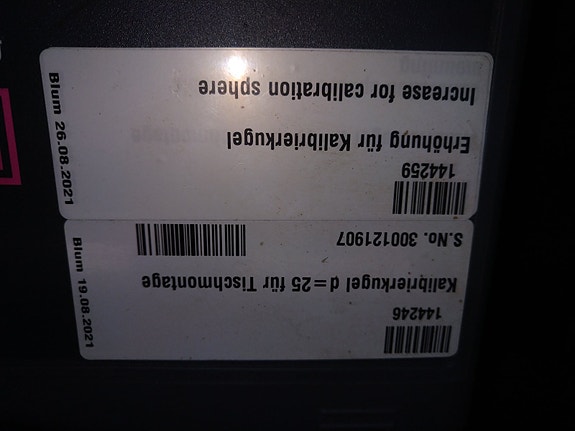 144246
Kalibrierkugel d=25 für Tischmontage
S.No. 300121907
Blum 19.08.2021
144259
Erhöhung für Kalibrierkugel
Increase for calibration sphere
Blum 26.08.2021